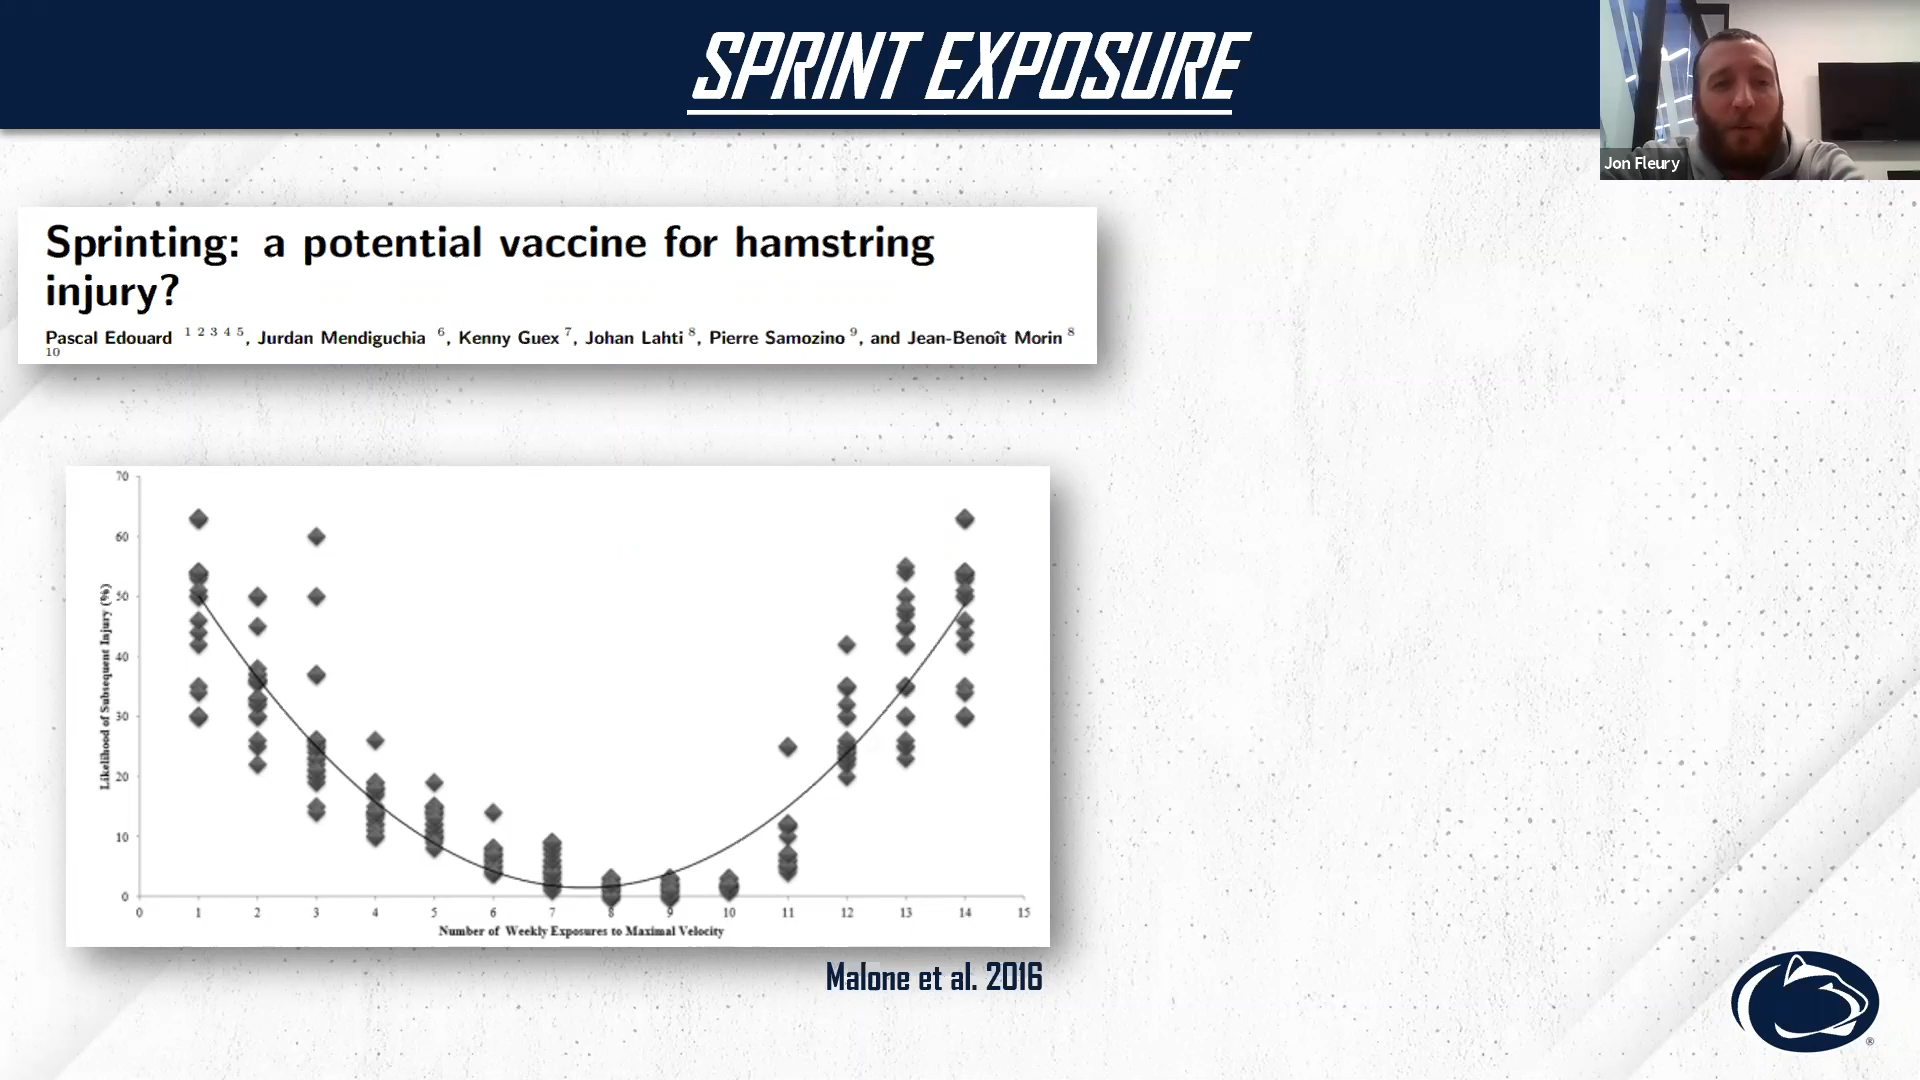 SPRINT EXPOSURE
Jon Fleury
Sprinting: a potential vaccine for hamstring
injury?
Pascal Edouard 1 2 3 4 5, Jurdan Mendiguchia 6, Kenny Guex 7, Johan Lahti 8, Pierre Samozino 9, and Jean-Benoît Morin 8
10
70
60
50
40
30
20
10
0
Likelihood of Subsequent Injury (%)
0 1 2 3 4 5 6 7 8 9 10 11 12 13 14 15
Number of Weekly Exposures to Maximal Velocity
Malone et al. 2016
®